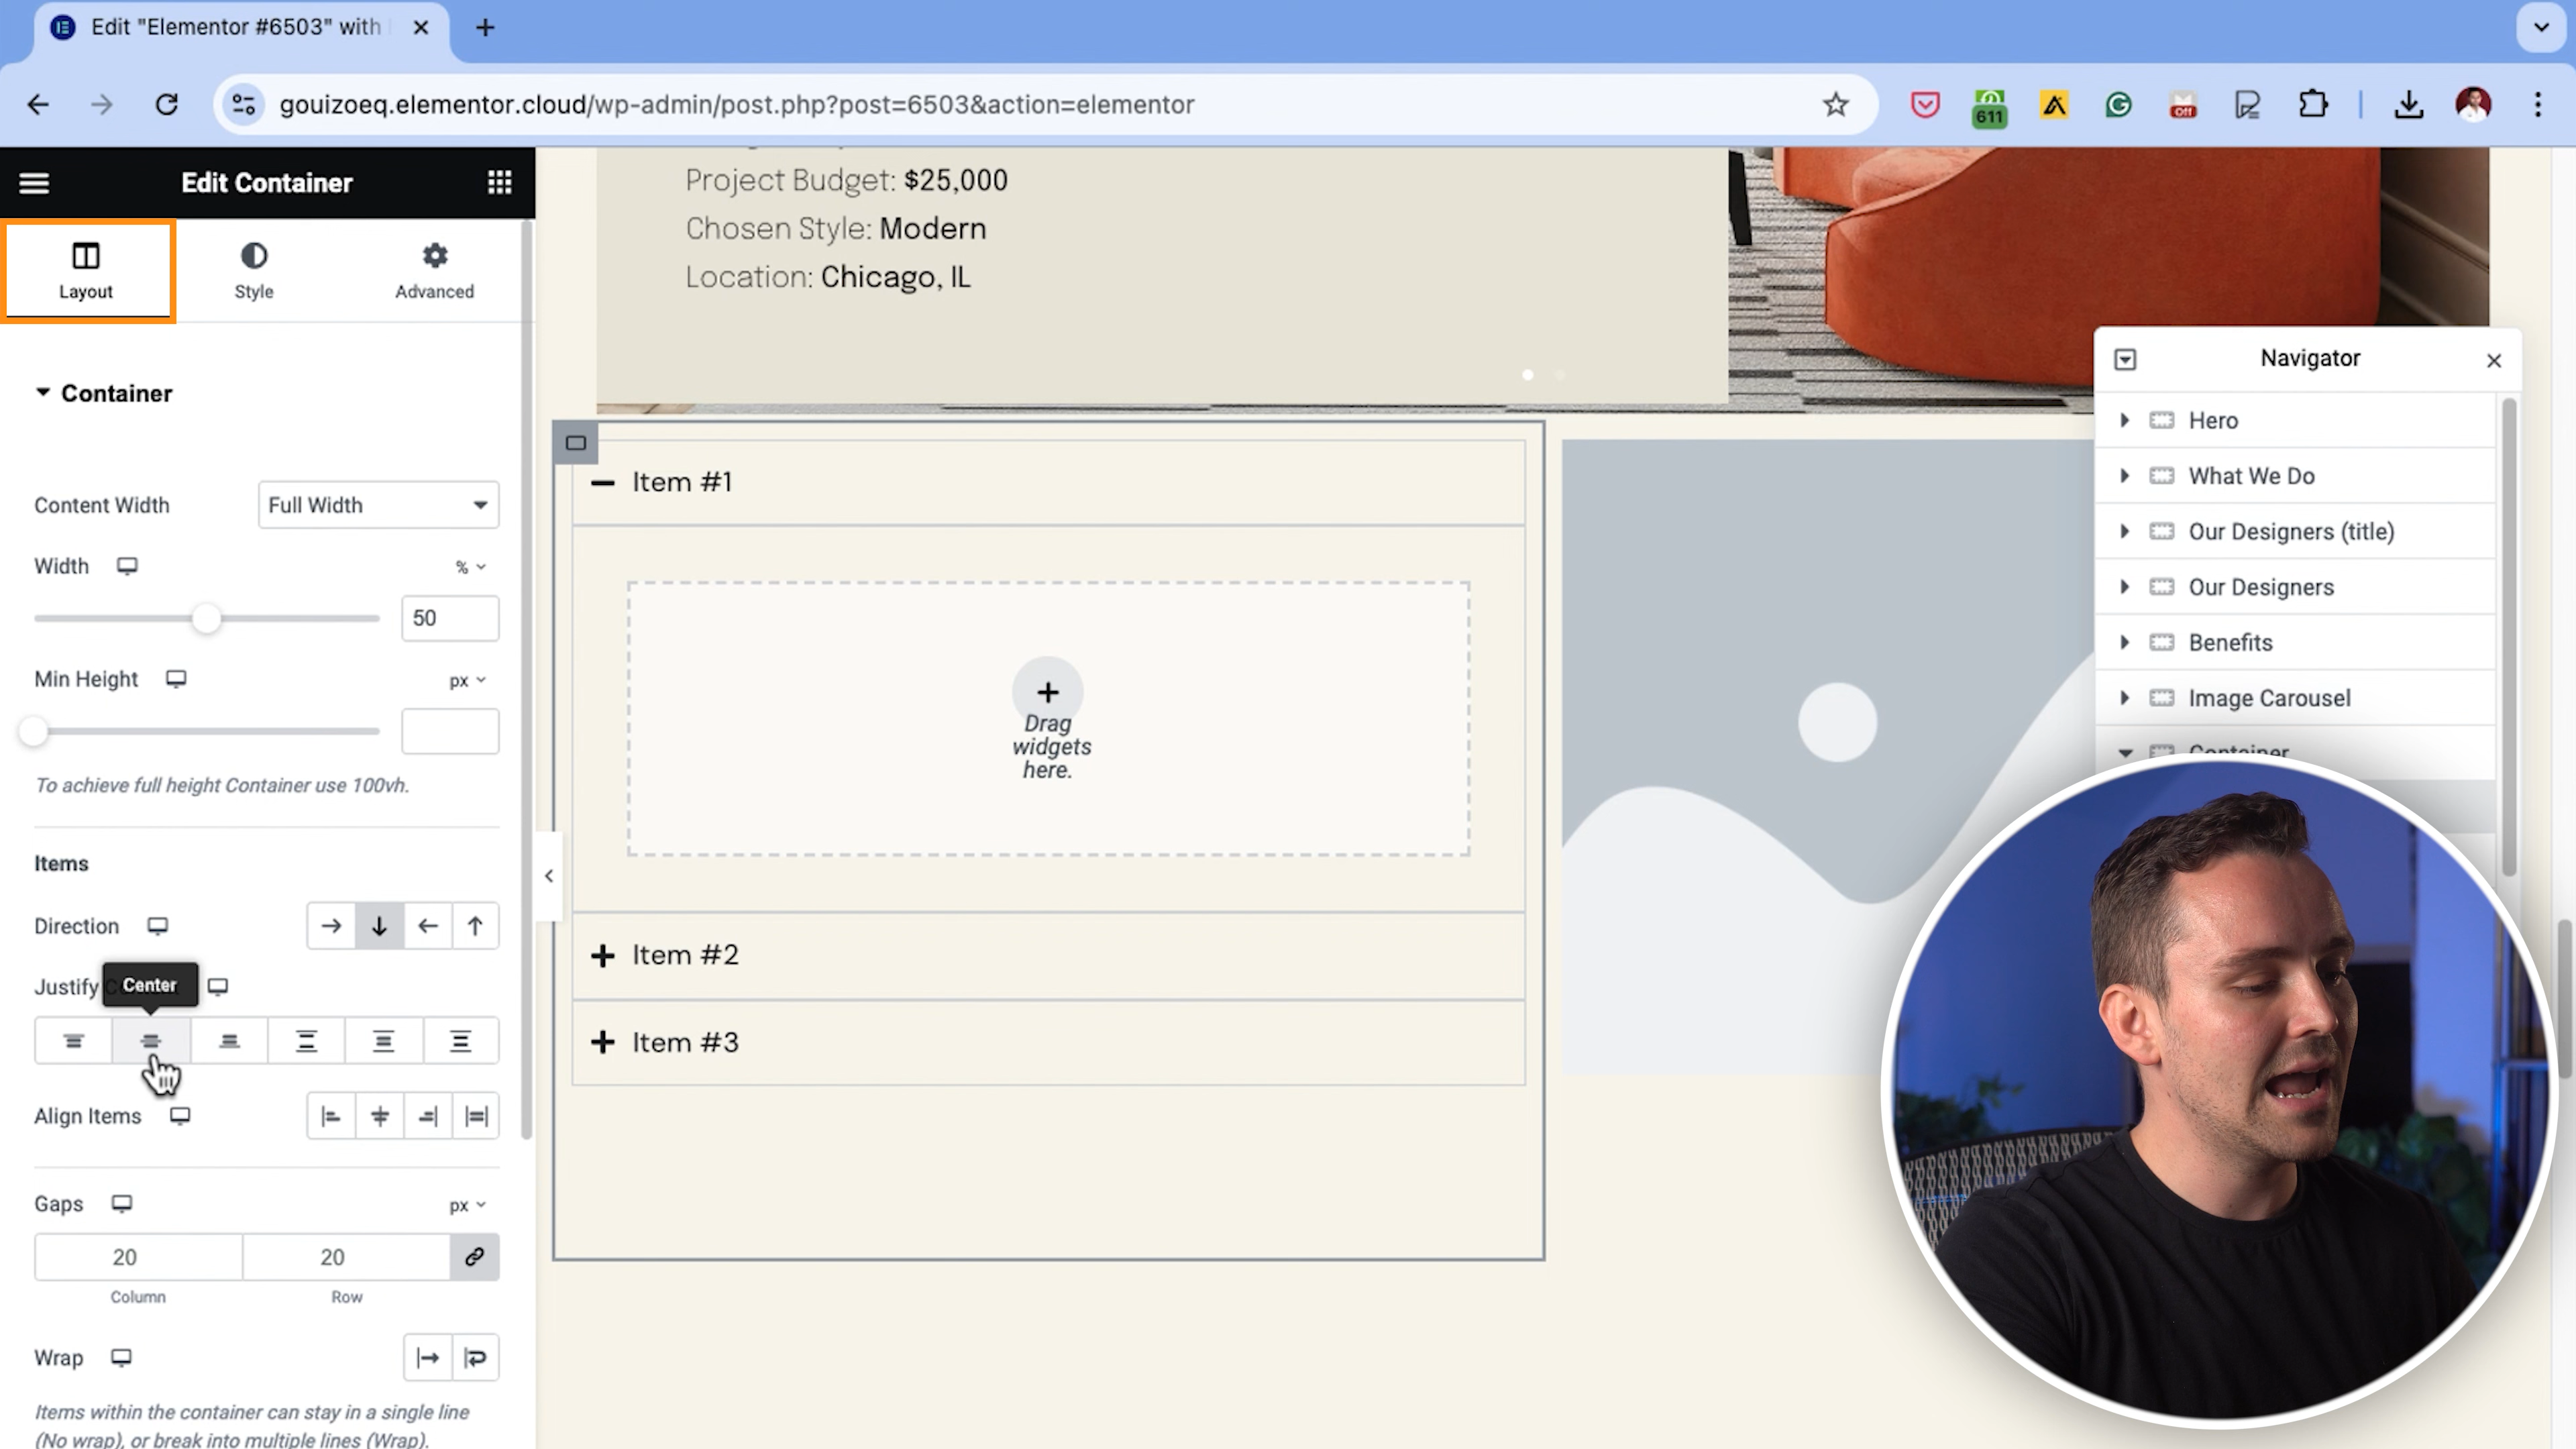 Edit "Elementor #6503" with
gouizoeq.elementor.cloud/wp-admin/post.php?post=6503&action=elementor
611
Off
Edit Container
Layout
Style
Advanced
Container
Content Width
Full Width
Width
%
50
Min Height
px
To achieve full height Container use 100vh.
Items
Direction
Justify
Center
Align Items
Gaps
px
20
20
Column
Row
Wrap
Items within the container can stay in a single line
(No wrap), or break into multiple lines (Wrap).
Project Budget: $25,000
Chosen Style: Modern
Location: Chicago, IL
Item #1
Drag
widgets
here.
Item #2
Item #3
Navigator
Hero
What We Do
Our Designers (title)
Our Designers
Benefits
Image Carousel
Container